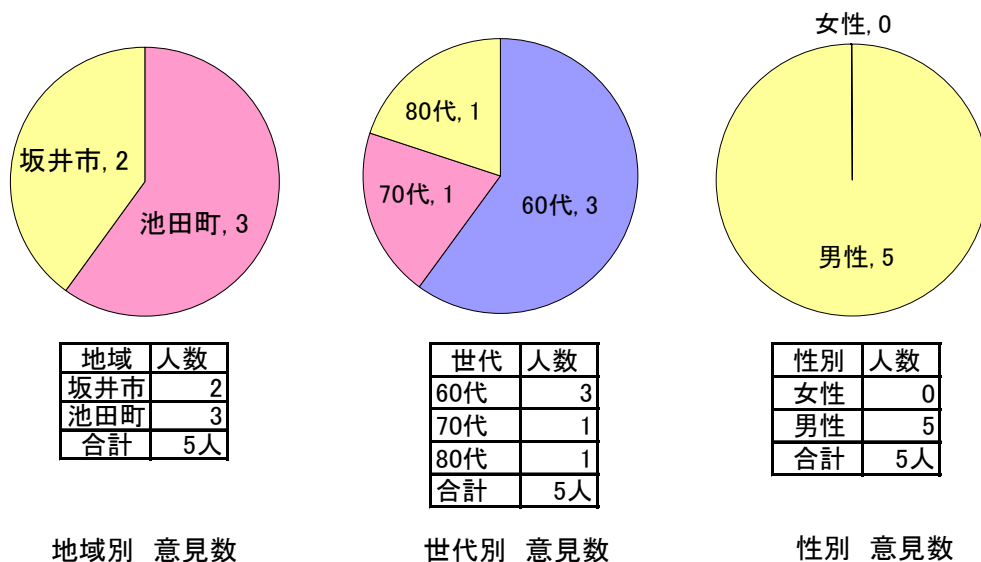 女性, 0
坂井市, 2
池田町, 3
80代, 1
70代, 1
60代, 3
男性, 5
地域 人数
坂井市 2
池田町 3
合計 5人
世代 人数
60代 3
70代 1
80代 1
合計 5人
性別 人数
女性 0
男性 5
合計 5人
地域別 意見数
世代別 意見数
性別 意見数